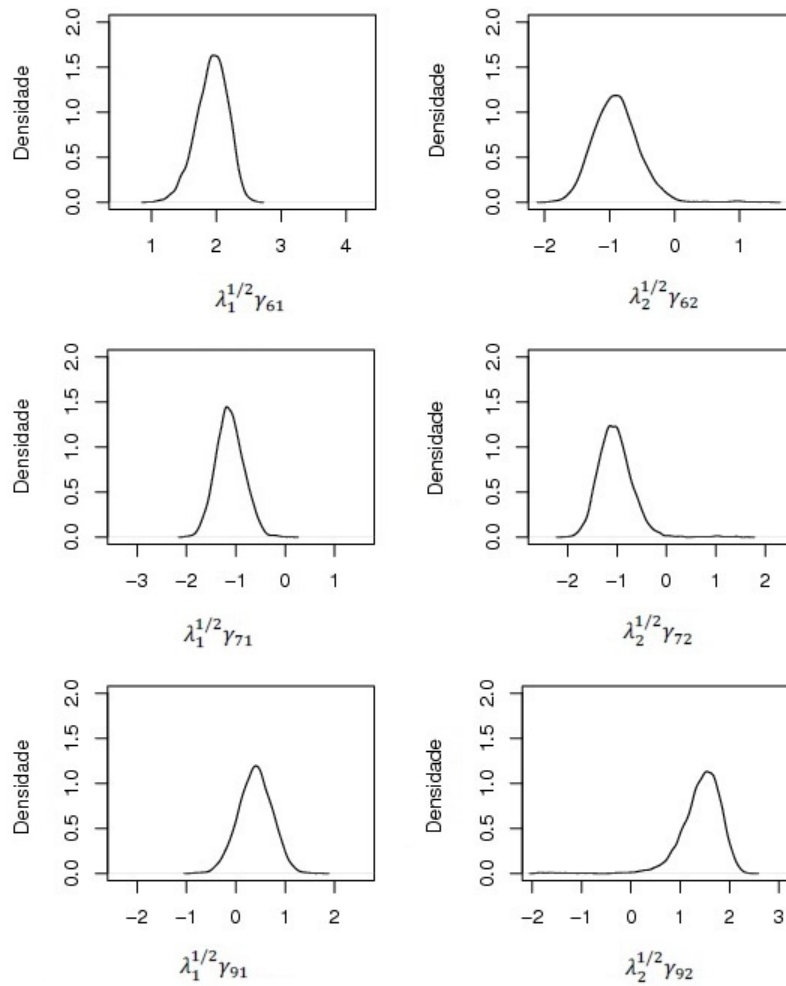 Densidade
0.0 0.5 1.0 1.5 2.0
1 2 3 4
λ₁^{1/2}γ₆₁
Densidade
0.0 0.5 1.0 1.5 2.0
−2 −1 0 1
λ₂^{1/2}γ₆₂
Densidade
0.0 0.5 1.0 1.5 2.0
−3 −2 −1 0 1
λ₁^{1/2}γ₇₁
Densidade
0.0 0.5 1.0 1.5 2.0
−2 −1 0 1 2
λ₂^{1/2}γ₇₂
Densidade
0.0 0.5 1.0 1.5 2.0
−2 −1 0 1 2
λ₁^{1/2}γ₉₁
Densidade
0.0 0.5 1.0 1.5 2.0
−2 −1 0 1 2 3
λ₂^{1/2}γ₉₂